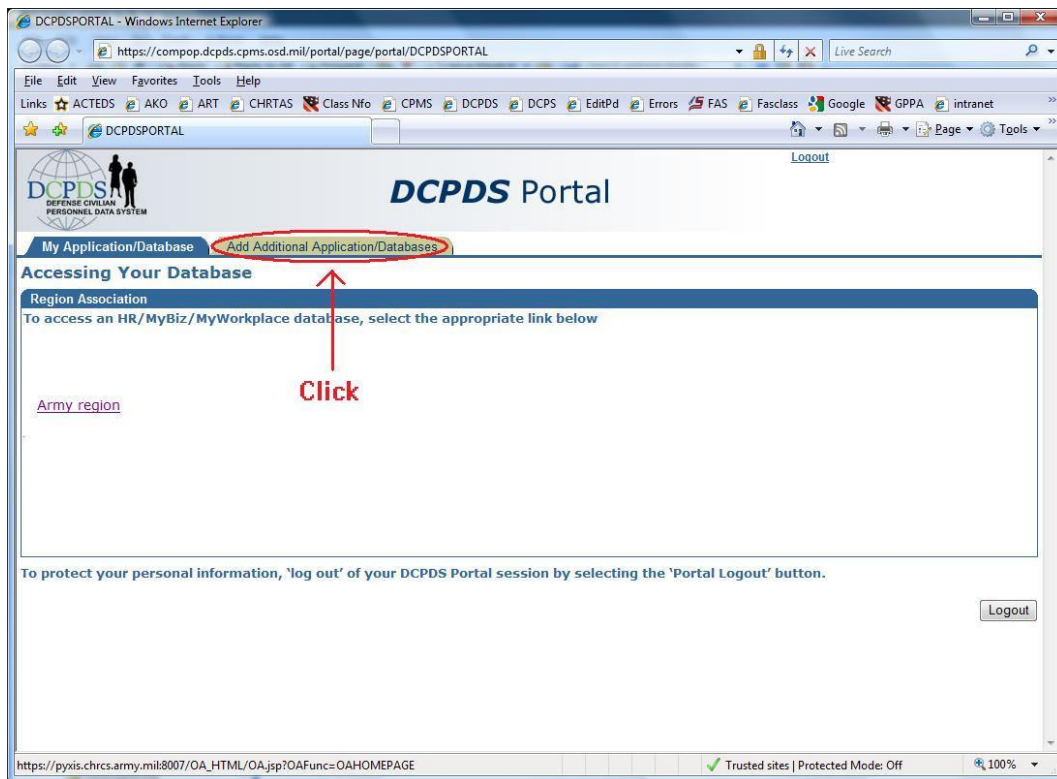 DCPDSPORTAL - Windows Internet Explorer
https://compop.dcpds.cpms.osd.mil/portal/page/portal/DCPDSPORTAL
Live Search
File Edit View Favorites Tools Help
Links ACTEDS AKO ART CHRTAS Class Nfo CPMS DCPDS DCPS EditPd Errors FAS Fasclass Google GPPA intranet »
DCPDSPORTAL
Page Tools »
Logout
DCPDS
DEFENSE CIVILIAN
PERSONNEL DATA SYSTEM
DCPDS Portal
My Application/Database Add Additional Application/Databases
Accessing Your Database
Region Association
To access an HR/MyBiz/MyWorkplace database, select the appropriate link below
Click
Army region
To protect your personal information, ‘log out’ of your DCPDS Portal session by selecting the ‘Portal Logout’ button.
Logout
https://pyxis.chrcs.army.mil:8007/OA_HTML/OA.jsp?OAFunc=OAHOMEPAGE
Trusted sites | Protected Mode: Off
100%